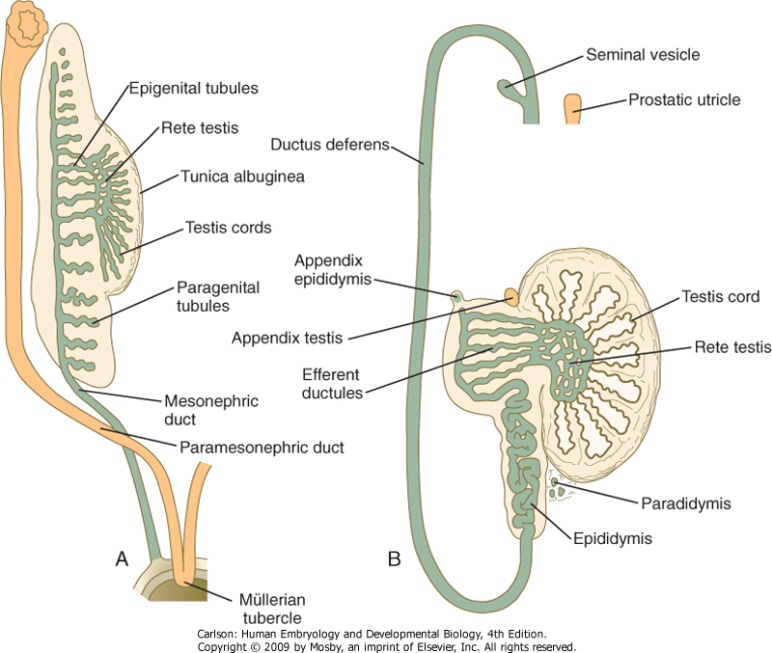 Epigenital tubules
Rete testis
Tunica albuginea
Testis cords
Paragenital
tubules
Mesonephric
duct
Paramesonephric duct
A
Müllerian
tubercle
Seminal vesicle
Prostatic utricle
Ductus deferens
Appendix
epididymis
Appendix testis
Efferent
ductules
Testis cord
Rete testis
Paradidymis
Epididymis
B
Carlson: Human Embryology and Developmental Biology, 4th Edition.
Copyright © 2009 by Mosby, an imprint of Elsevier, Inc. All rights reserved.